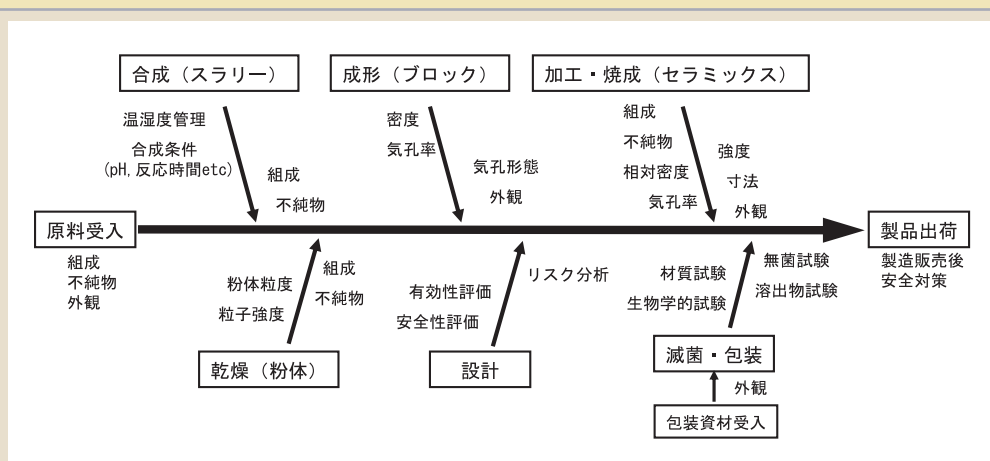 合成（スラリー）
温湿度管理
合成条件
(pH, 反応時間etc)
組成
不純物
成形（ブロック）
密度
気孔率
気孔形態
外観
加工・焼成（セラミックス）
組成
不純物
相対密度
気孔率
強度
寸法
外観
原料受入
組成
不純物
外観
製品出荷
製造販売後
安全対策
粉体粒度
粒子強度
組成
不純物
乾燥（粉体）
有効性評価
安全性評価
リスク分析
設計
材質試験
生物学的試験
無菌試験
溶出物試験
滅菌・包装
外観
包装資材受入